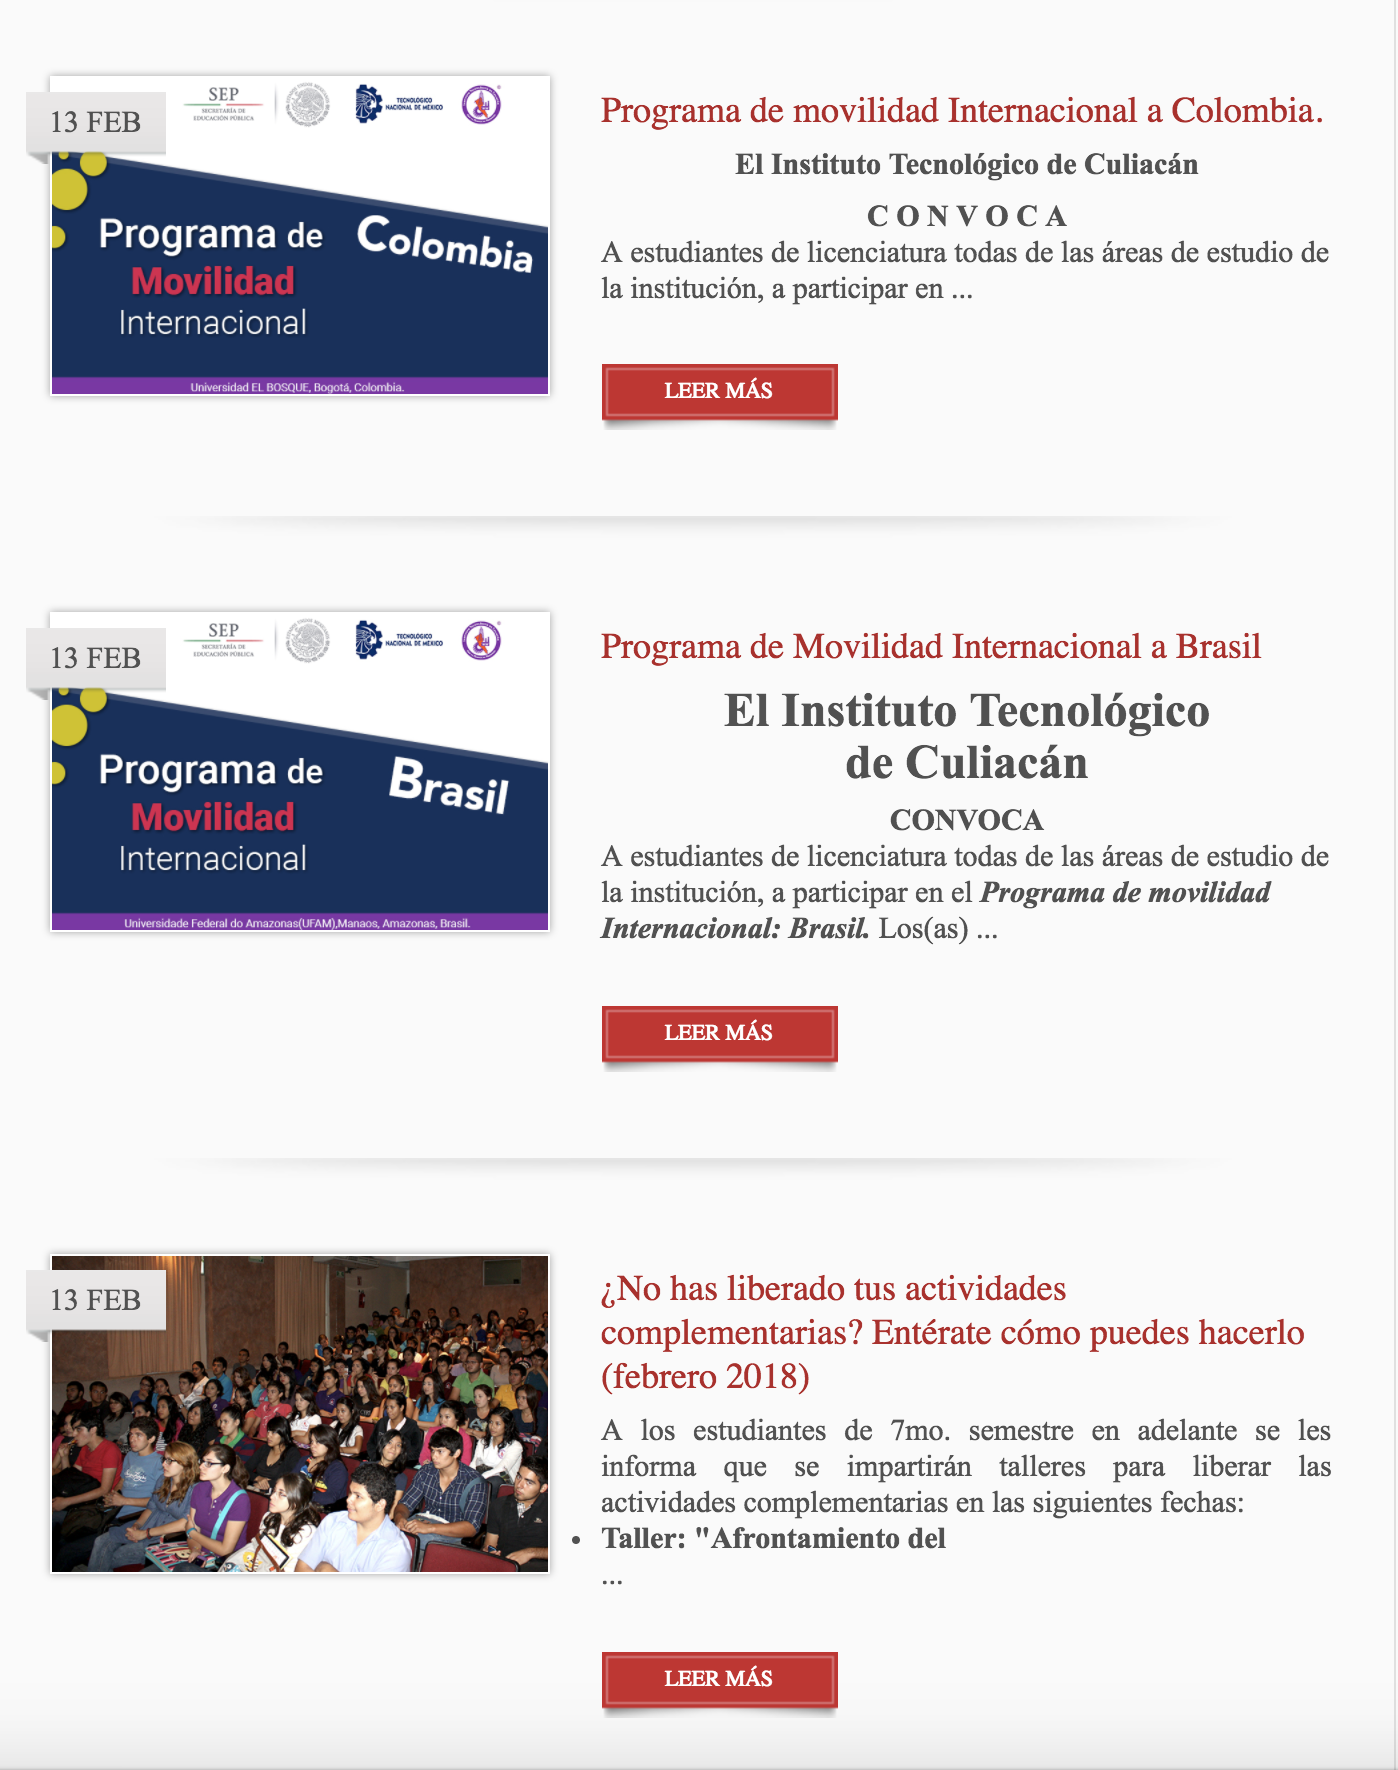 13 FEB
SEP
SECRETARÍA DE
EDUCACIÓN PÚBLICA
TECNOLÓGICO
NACIONAL DE MÉXICO
Programa de
Movilidad
Internacional
Colombia
Universidad EL BOSQUE, Bogotá, Colombia.
Programa de movilidad Internacional a Colombia.
El Instituto Tecnológico de Culiacán
C O N V O C A
A estudiantes de licenciatura todas de las áreas de estudio de
la institución, a participar en ...
LEER MÁS
13 FEB
SEP
SECRETARÍA DE
EDUCACIÓN PÚBLICA
TECNOLÓGICO
NACIONAL DE MÉXICO
Programa de
Movilidad
Internacional
Brasil
Universidade Federal do Amazonas(UFAM),Manaos, Amazonas, Brasil.
Programa de Movilidad Internacional a Brasil
El Instituto Tecnológico
de Culiacán
CONVOCA
A estudiantes de licenciatura todas de las áreas de estudio de
la institución, a participar en el Programa de movilidad
Internacional: Brasil. Los(as) ...
LEER MÁS
13 FEB
¿No has liberado tus actividades
complementarias? Entérate cómo puedes hacerlo
(febrero 2018)
A los estudiantes de 7mo. semestre en adelante se les
informa que se impartirán talleres para liberar las
actividades complementarias en las siguientes fechas:
• Taller: "Afrontamiento del
...
LEER MÁS